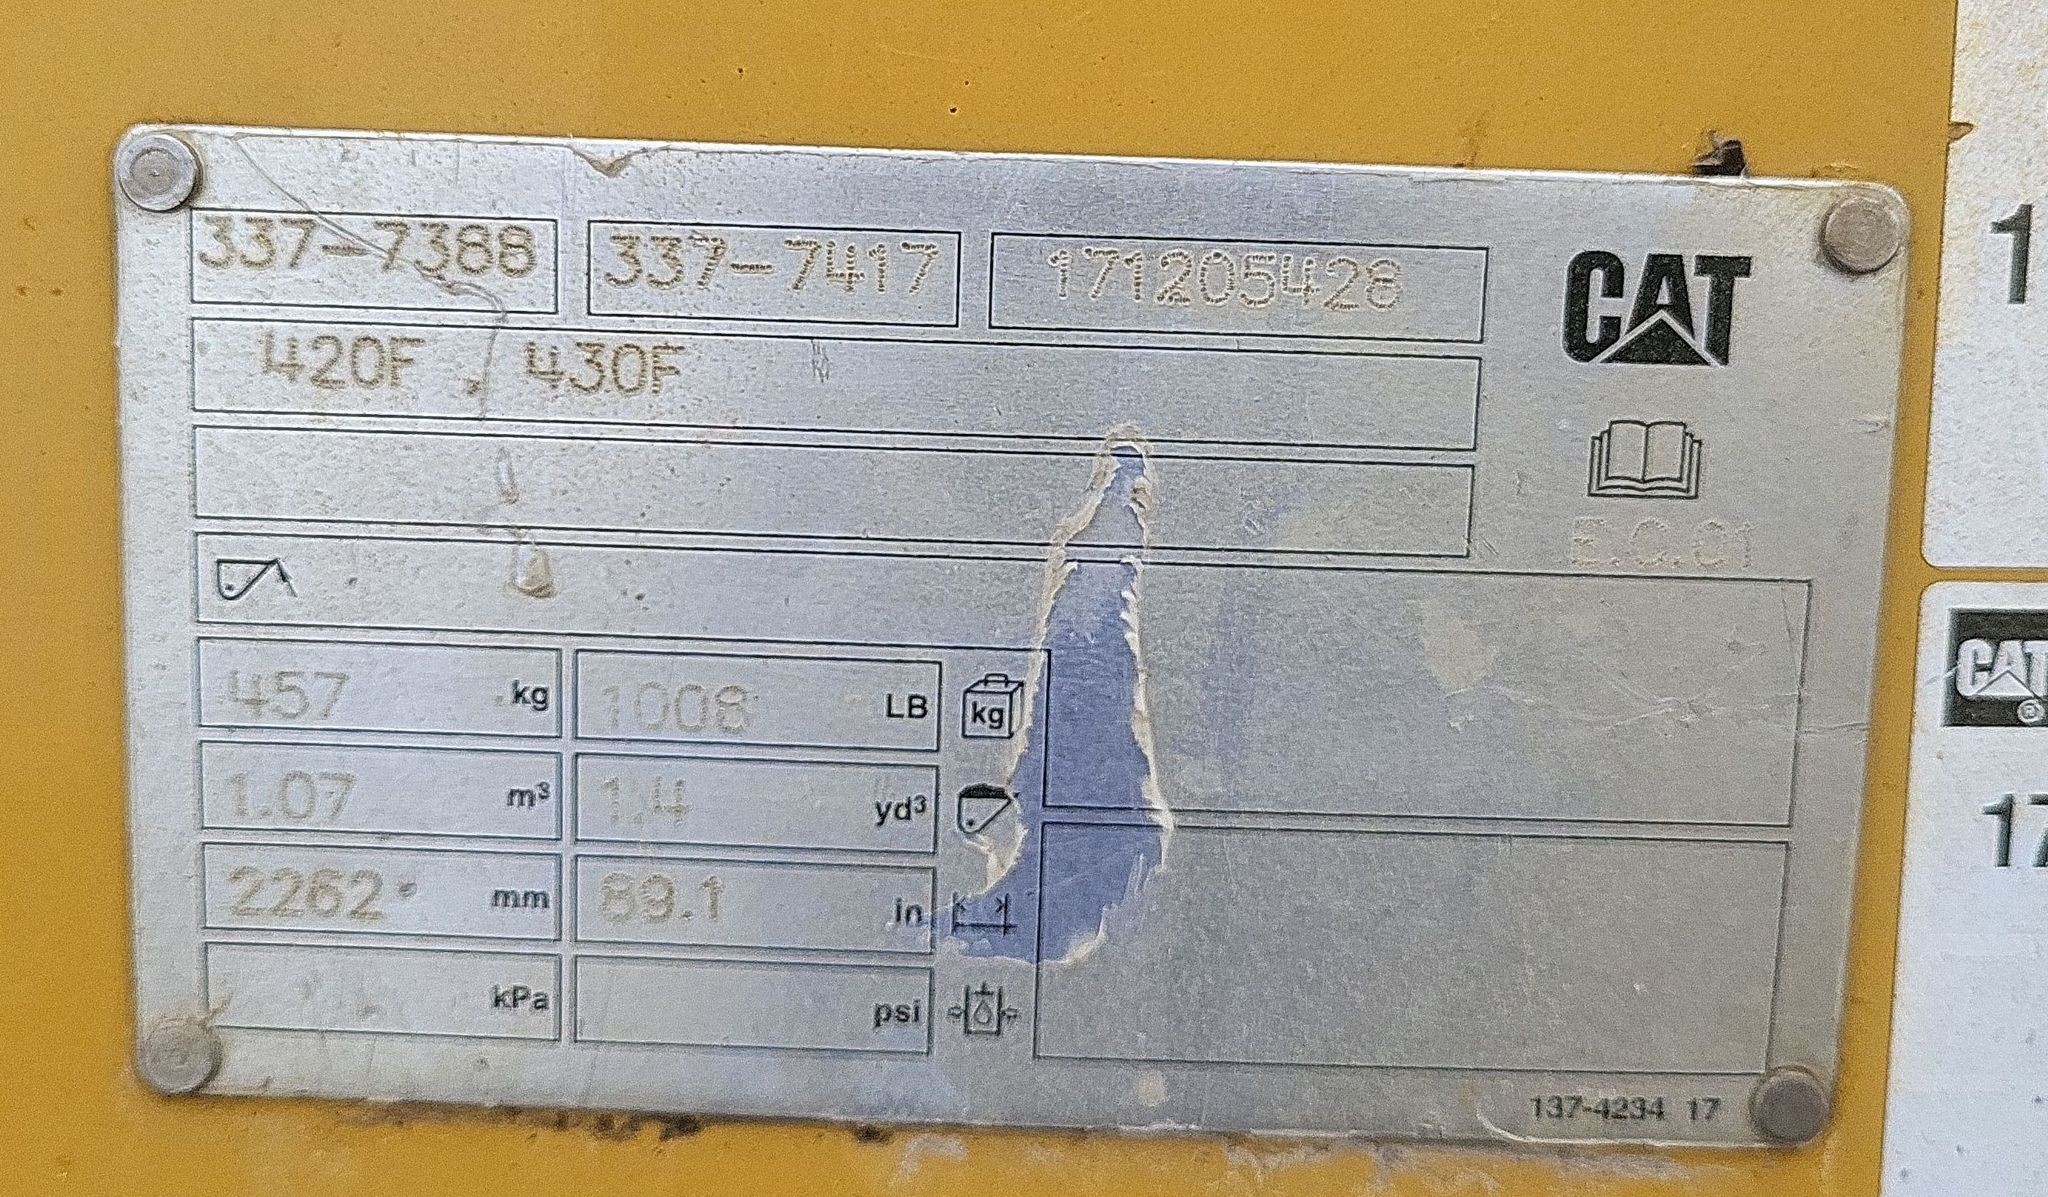 337-7388 337-7417 171205428 CAT
420F . 430F
E.C.01
457 kg 1008 LB kg
1.07 m³ 1.4 yd³
2262 mm 89.1 in
kPa psi
137-4234 17
1
CAT®
17